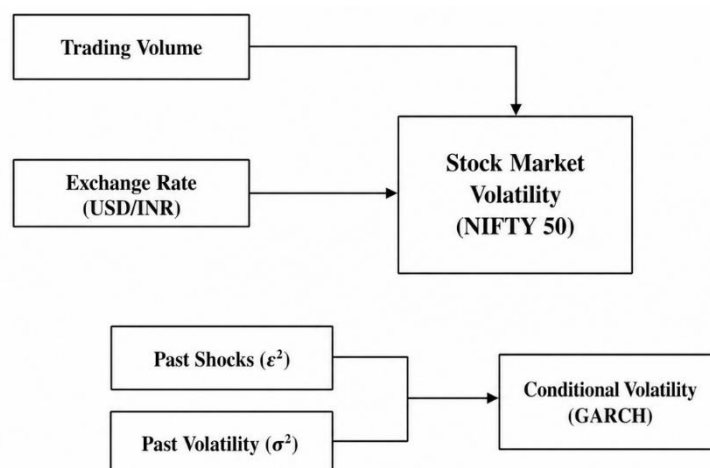 Trading Volume
Exchange Rate
(USD/INR)
Stock Market
Volatility
(NIFTY 50)
Past Shocks (ε²)
Past Volatility (σ²)
Conditional Volatility
(GARCH)